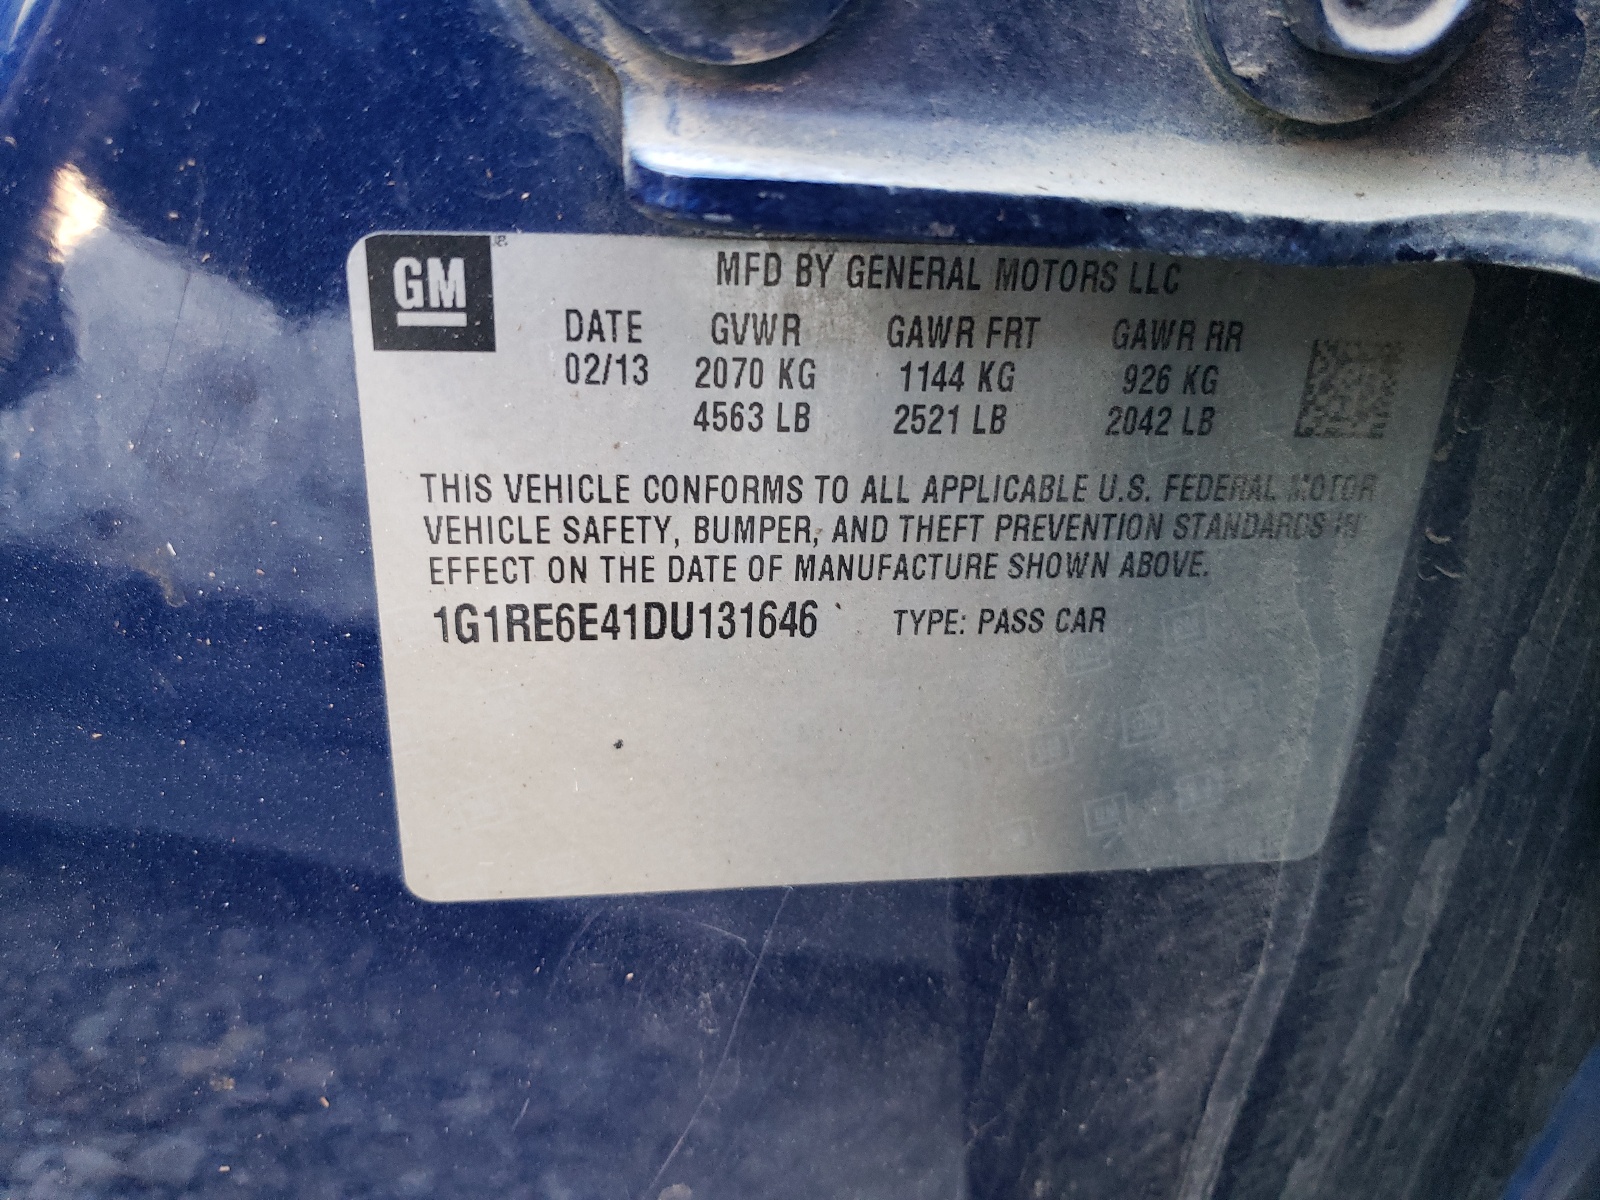 GM
MFD BY GENERAL MOTORS LLC
DATE GVWR GAWR FRT GAWR RR
02/13 2070 KG 1144 KG 926 KG
4563 LB 2521 LB 2042 LB
THIS VEHICLE CONFORMS TO ALL APPLICABLE U.S. FEDERAL MOTOR
VEHICLE SAFETY, BUMPER, AND THEFT PREVENTION STANDARDS IN
EFFECT ON THE DATE OF MANUFACTURE SHOWN ABOVE.
1G1RE6E41DU131646 TYPE: PASS CAR